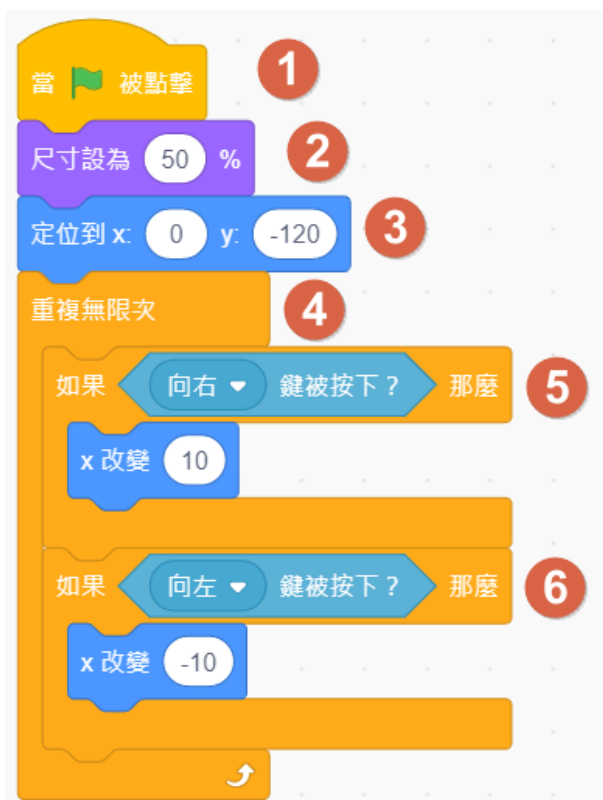 當 被點擊 1
尺寸設為 50 % 2
定位到 x: 0 y: -120 3
重複無限次 4
如果 向右 鍵被按下？ 那麼 5
x 改變 10
如果 向左 鍵被按下？ 那麼 6
x 改變 -10